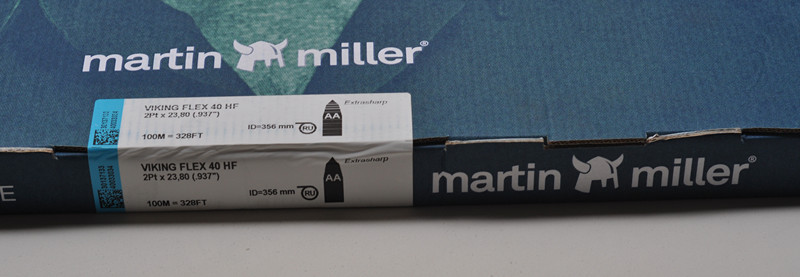 martin miller®
VIKING FLEX 40 HF
2Pt x 23,80 (.937")
100M = 328FT
ID=356 mm
RU
Extrasharp
AA
VIKING FLEX 40 HF
2Pt x 23,80 (.937")
100M = 328FT
ID=356 mm
RU
Extrasharp
AA
martin miller®
E